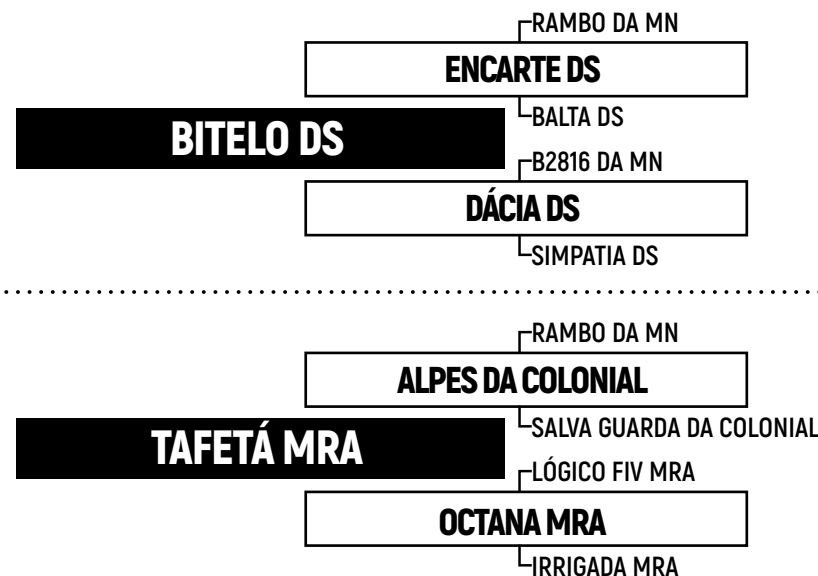 RAMBO DA MN
ENCARTE DS
BALTA DS
BITELO DS
B2816 DA MN
DÁCIA DS
SIMPATIA DS
RAMBO DA MN
ALPES DA COLONIAL
SALVA GUARDA DA COLONIAL
TAFETÁ MRA
LÓGICO FIV MRA
OCTANA MRA
IRRIGADA MRA